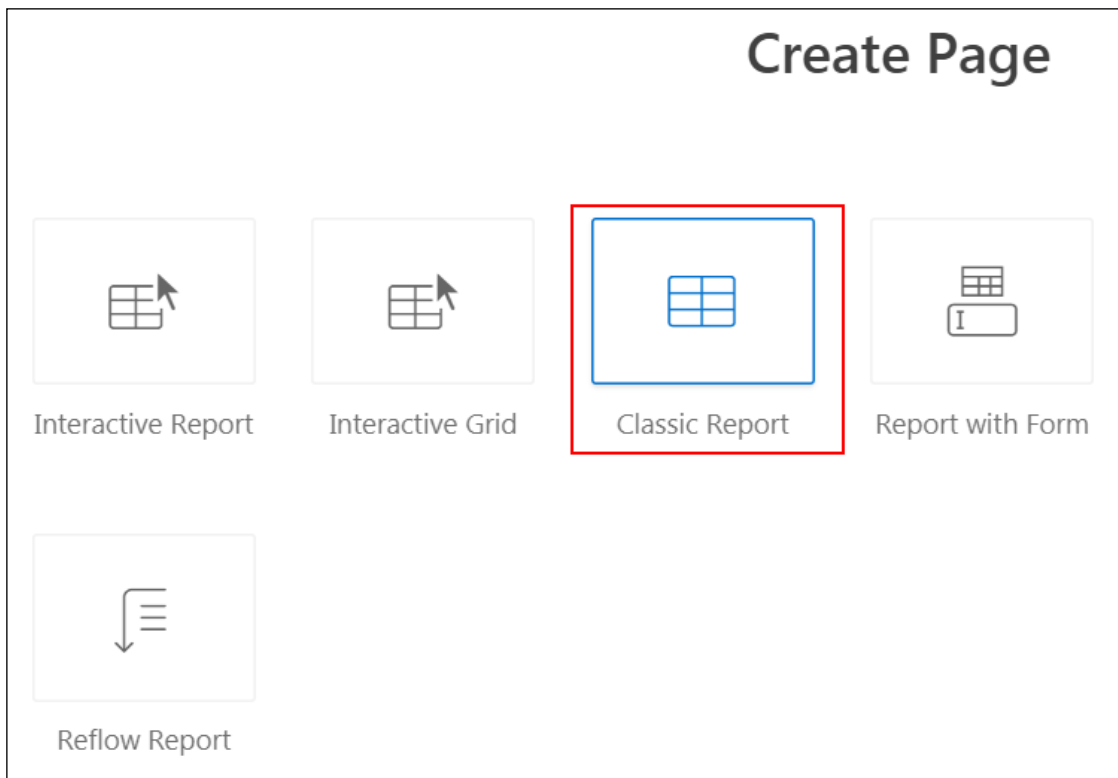 Create Page
Interactive Report
Interactive Grid
Classic Report
Report with Form
Reflow Report